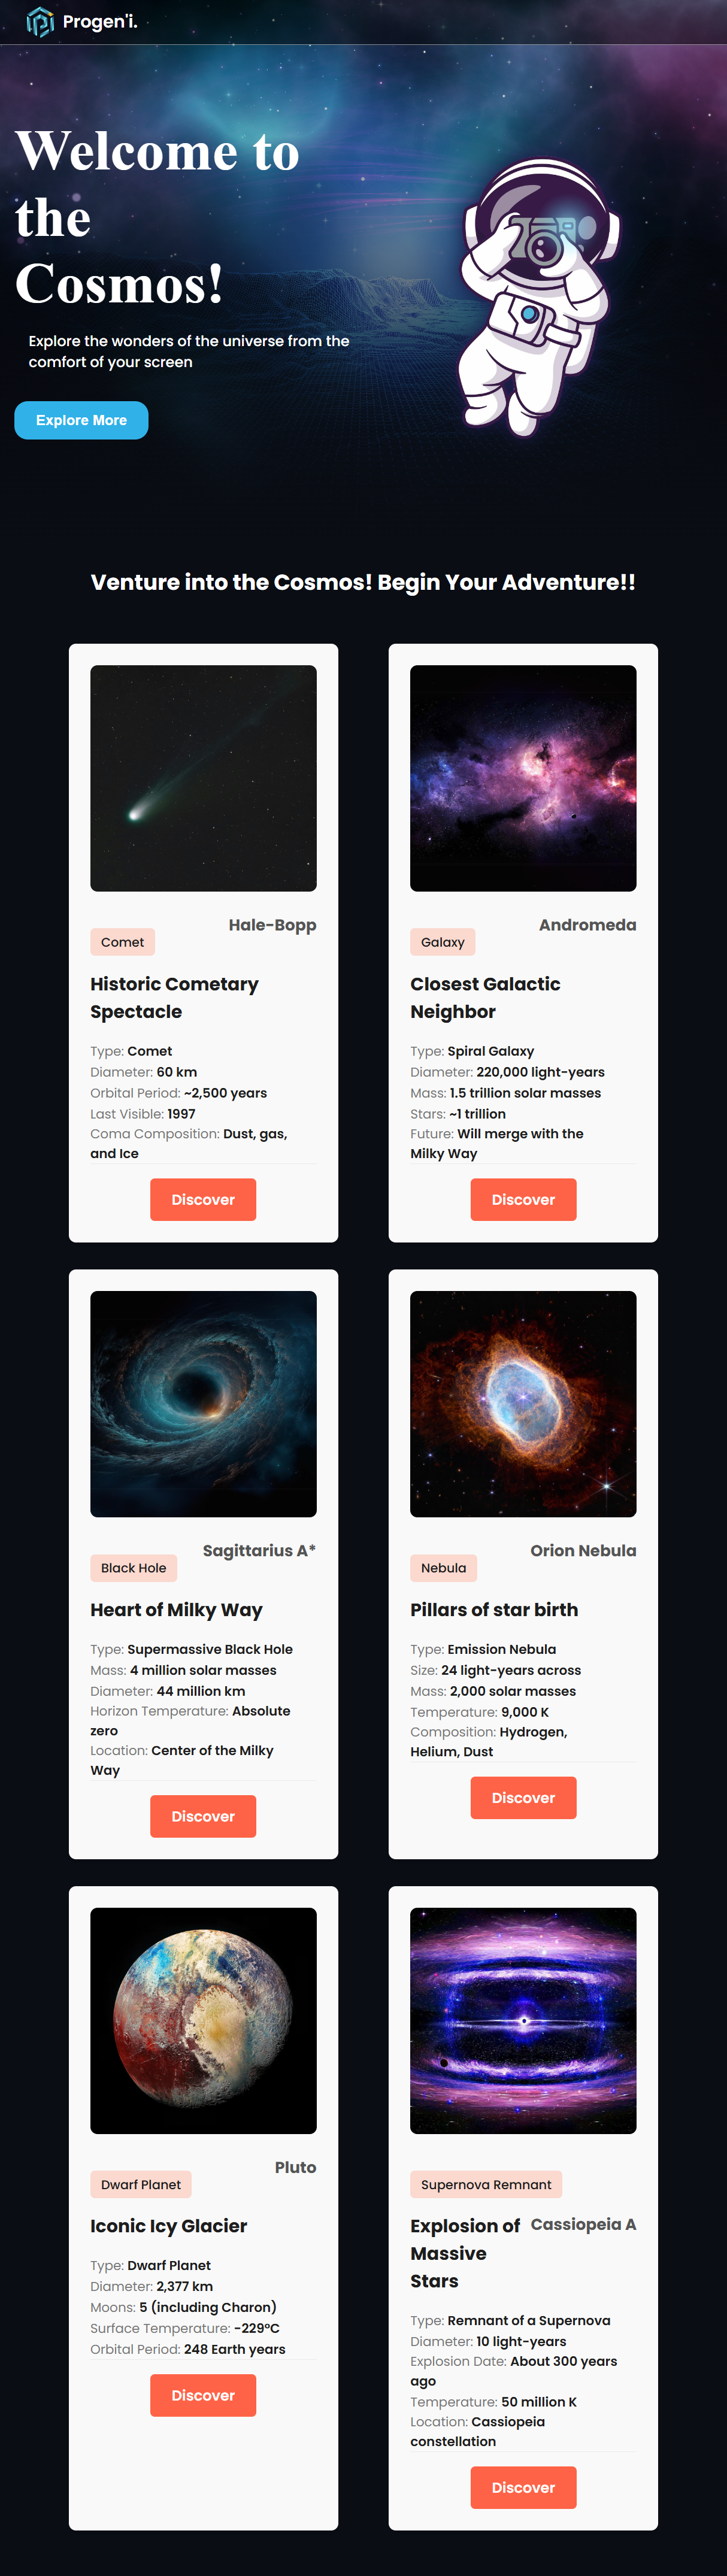 Progen'i.
Welcome to
the
Cosmos!
Explore the wonders of the universe from the
comfort of your screen
Explore More
Venture into the Cosmos! Begin Your Adventure!!
Hale-Bopp
Comet
Historic Cometary
Spectacle
Type: Comet
Diameter: 60 km
Orbital Period: ~2,500 years
Last Visible: 1997
Coma Composition: Dust, gas,
and Ice
Discover
Andromeda
Galaxy
Closest Galactic
Neighbor
Type: Spiral Galaxy
Diameter: 220,000 light-years
Mass: 1.5 trillion solar masses
Stars: ~1 trillion
Future: Will merge with the
Milky Way
Discover
Sagittarius A*
Black Hole
Heart of Milky Way
Type: Supermassive Black Hole
Mass: 4 million solar masses
Diameter: 44 million km
Horizon Temperature: Absolute
zero
Location: Center of the Milky
Way
Discover
Orion Nebula
Nebula
Pillars of star birth
Type: Emission Nebula
Size: 24 light-years across
Mass: 2,000 solar masses
Temperature: 9,000 K
Composition: Hydrogen,
Helium, Dust
Discover
Pluto
Dwarf Planet
Iconic Icy Glacier
Type: Dwarf Planet
Diameter: 2,377 km
Moons: 5 (including Charon)
Surface Temperature: -229°C
Orbital Period: 248 Earth years
Discover
Supernova Remnant
Explosion of Cassiopeia A
Massive
Stars
Type: Remnant of a Supernova
Diameter: 10 light-years
Explosion Date: About 300 years
ago
Temperature: 50 million K
Location: Cassiopeia
constellation
Discover